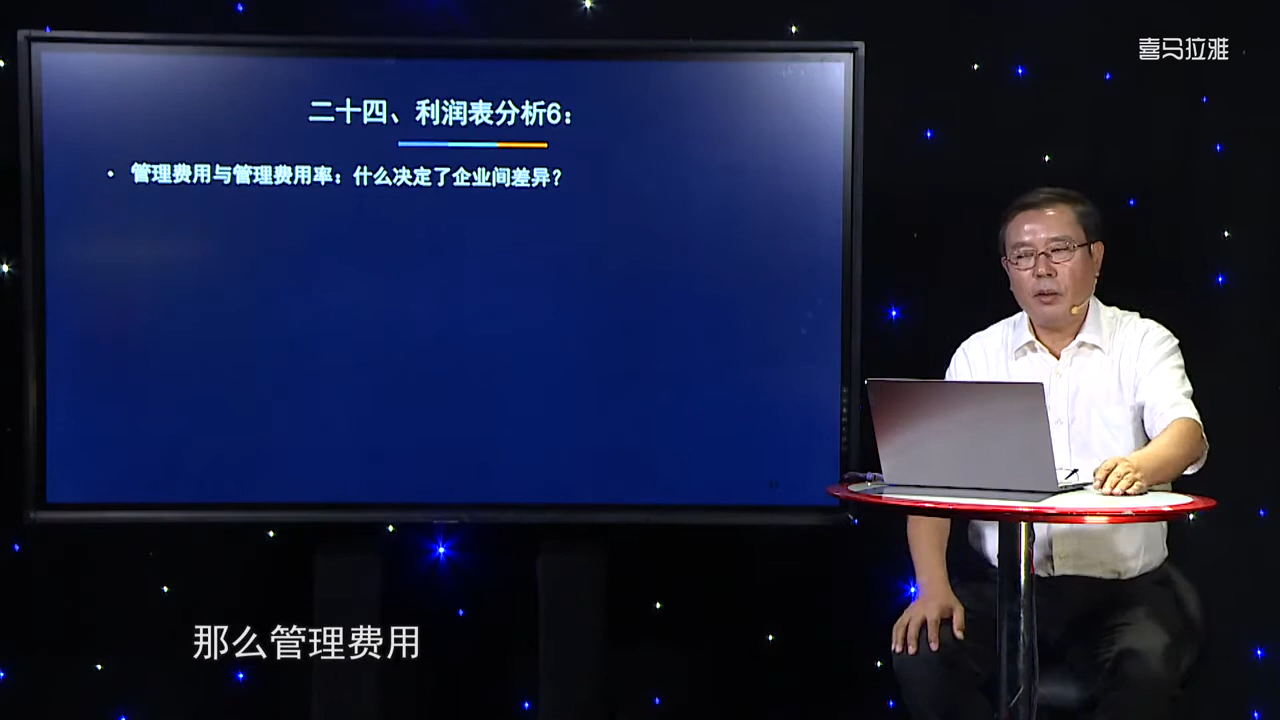 喜马拉雅
二十四、利润表分析6：
• 管理费用与管理费用率：什么决定了企业间差异？
那么管理费用